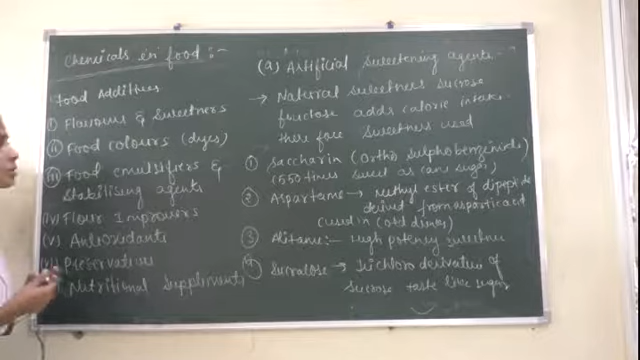 Chemicals in food :-
Food Additives
(i) Flavours & Sweetners
(ii) Food colours (dyes)
(iii) Food emulsifiers &
Stabilising agents
(iv) Flour Improvers
(v) Antioxidants
Preservatives
Nutritional Supplements
(a) Artificial sweetening agents -
→ Natural sweetners sucrose
fructose adds calorie intake
there fore sweetners used
① Saccharin (Ortho sulphobenzimide)
(550 times sweet as cane sugar)
② Aspartame → methyl ester of dipeptide
derived from aspartic acid
(used in cold drinks)
③ Alitame:- High potency sweetner
④ Sucralose → Trichloro derivative of
sucrose taste like sugar